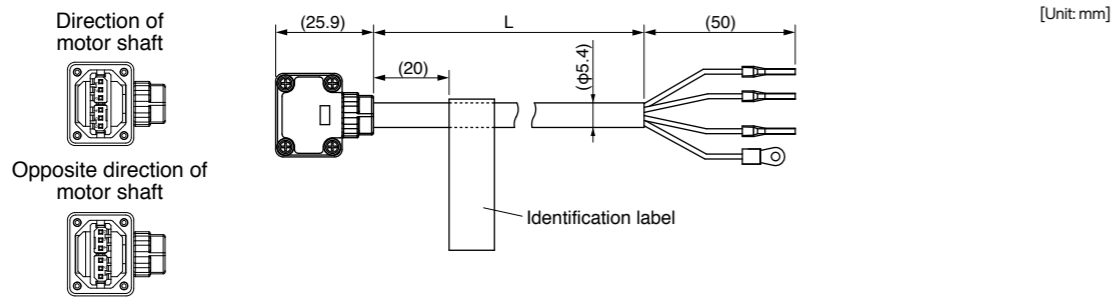 [Unit: mm]
Direction of
motor shaft
Opposite direction of
motor shaft
(25.9)
L
(50)
(20)
(φ5.4)
Identification label